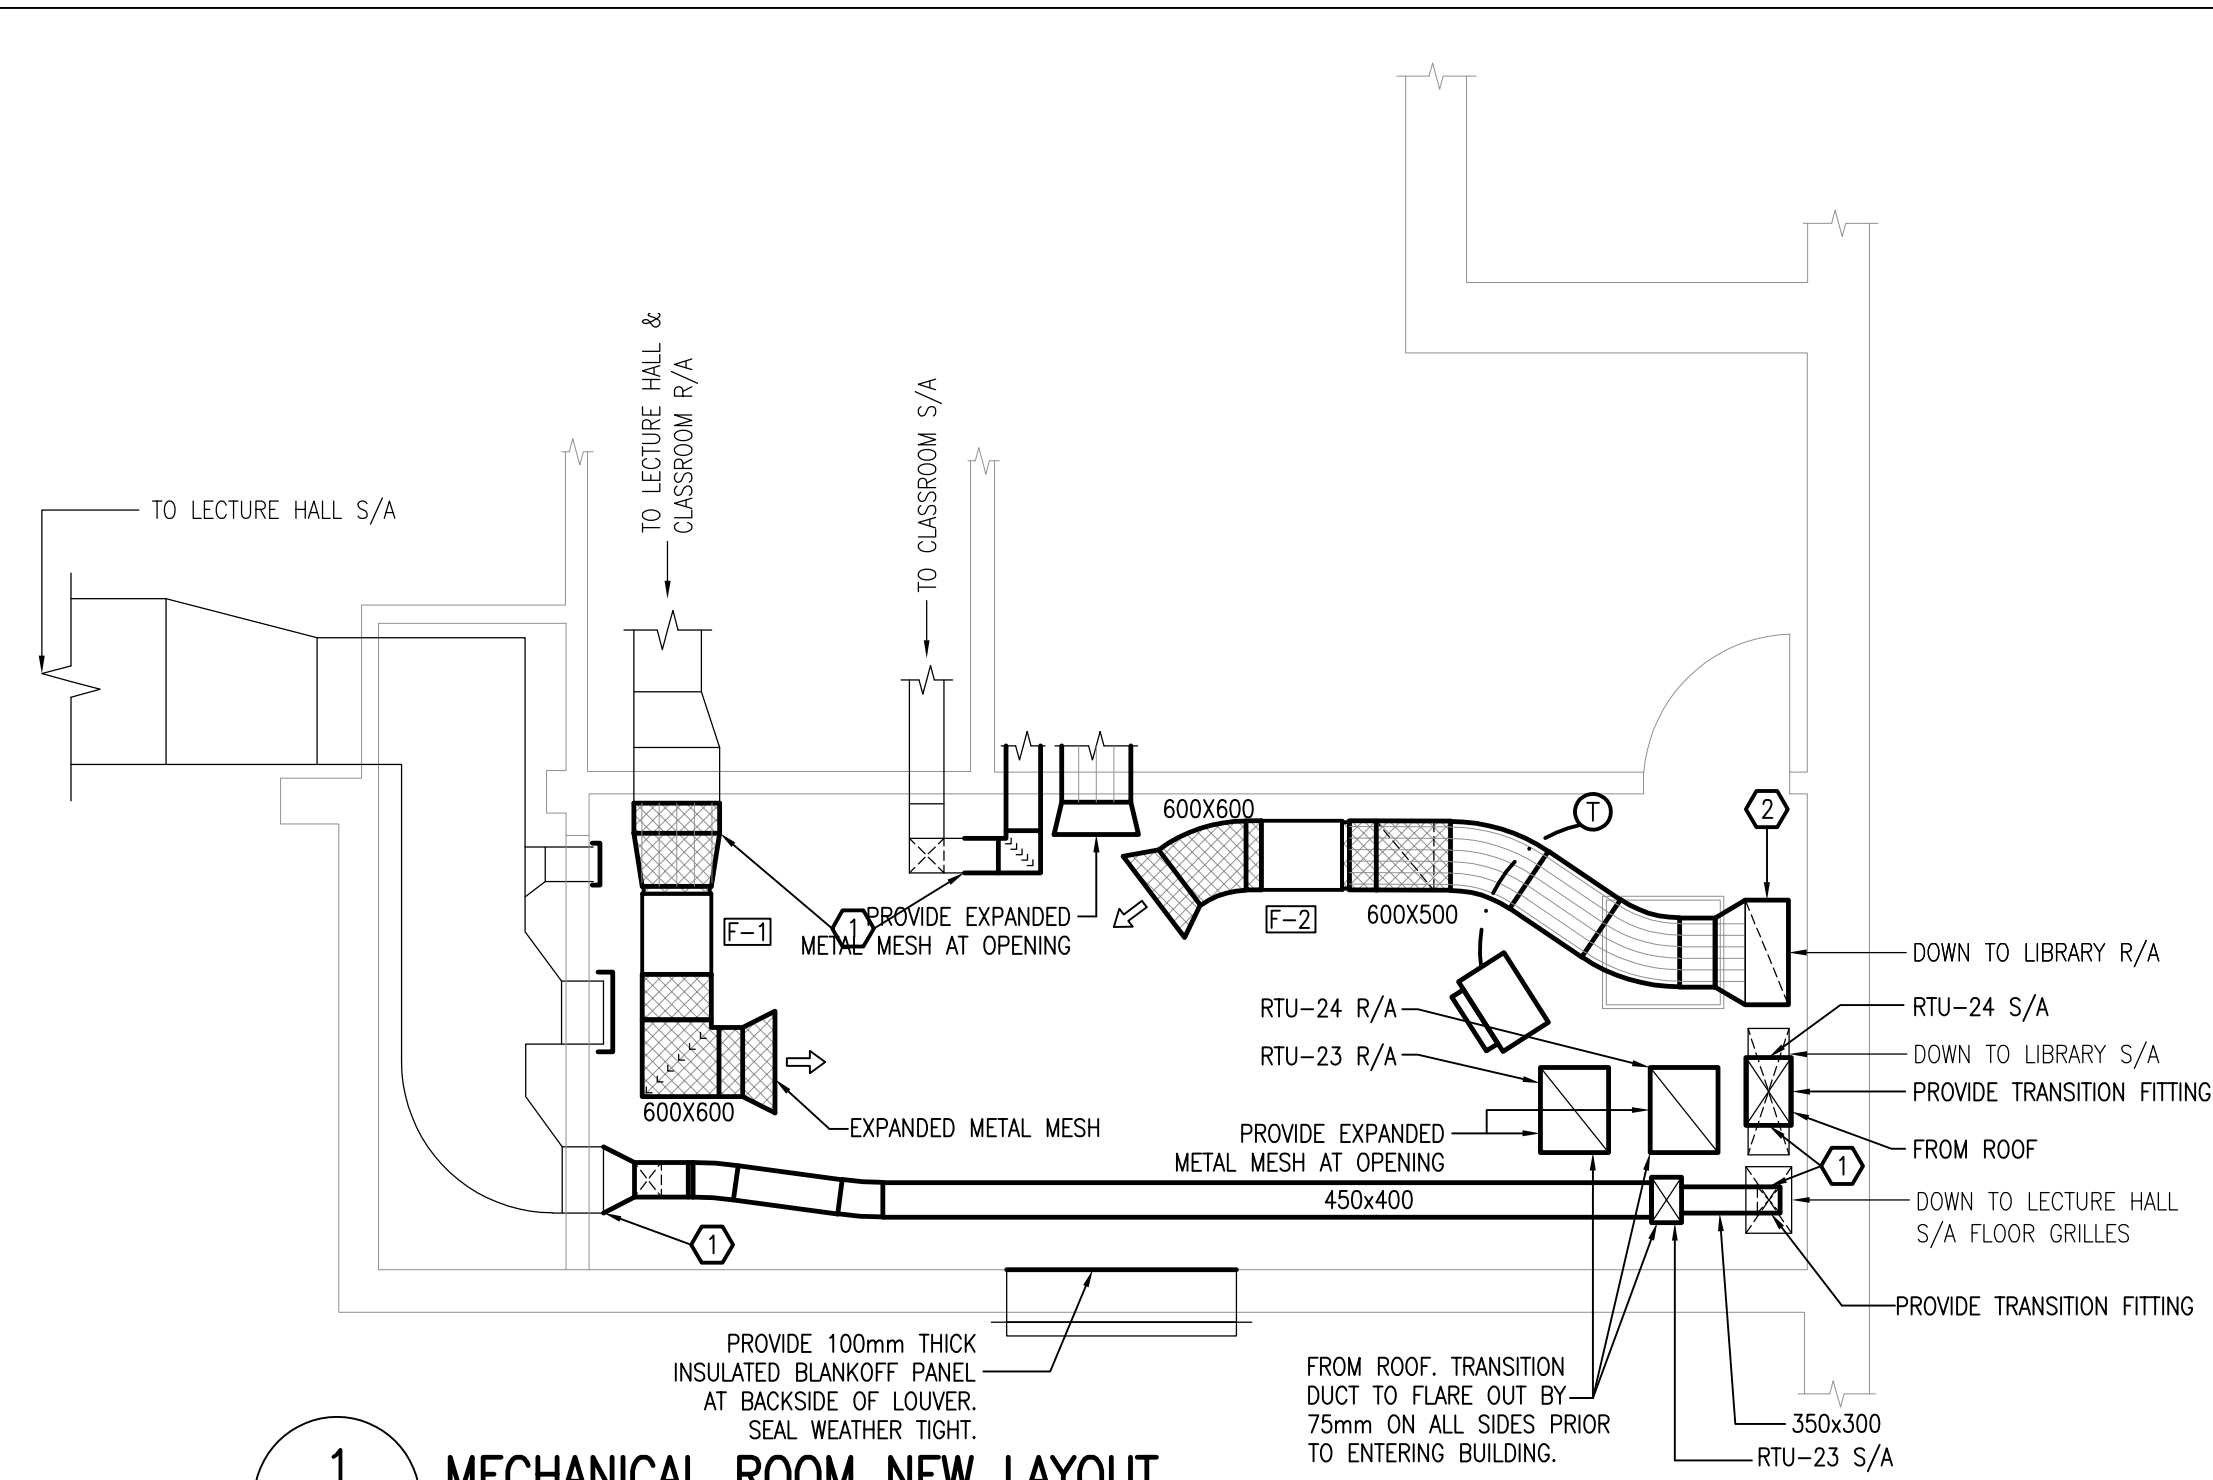 TO LECTURE HALL S/A
TO LECTURE HALL &
CLASSROOM R/A
TO CLASSROOM S/A
600X600
T
2
F-1
1
PROVIDE EXPANDED
METAL MESH AT OPENING
F-2
600X500
DOWN TO LIBRARY R/A
RTU-24 R/A
RTU-24 S/A
RTU-23 R/A
DOWN TO LIBRARY S/A
PROVIDE TRANSITION FITTING
600X600
EXPANDED METAL MESH
PROVIDE EXPANDED
METAL MESH AT OPENING
FROM ROOF
1
450x400
DOWN TO LECTURE HALL
S/A FLOOR GRILLES
1
PROVIDE TRANSITION FITTING
PROVIDE 100mm THICK
INSULATED BLANKOFF PANEL
AT BACKSIDE OF LOUVER.
SEAL WEATHER TIGHT.
FROM ROOF. TRANSITION
DUCT TO FLARE OUT BY
75mm ON ALL SIDES PRIOR
TO ENTERING BUILDING.
350x300
RTU-23 S/A
1
MECHANICAL ROOM NEW LAYOUT